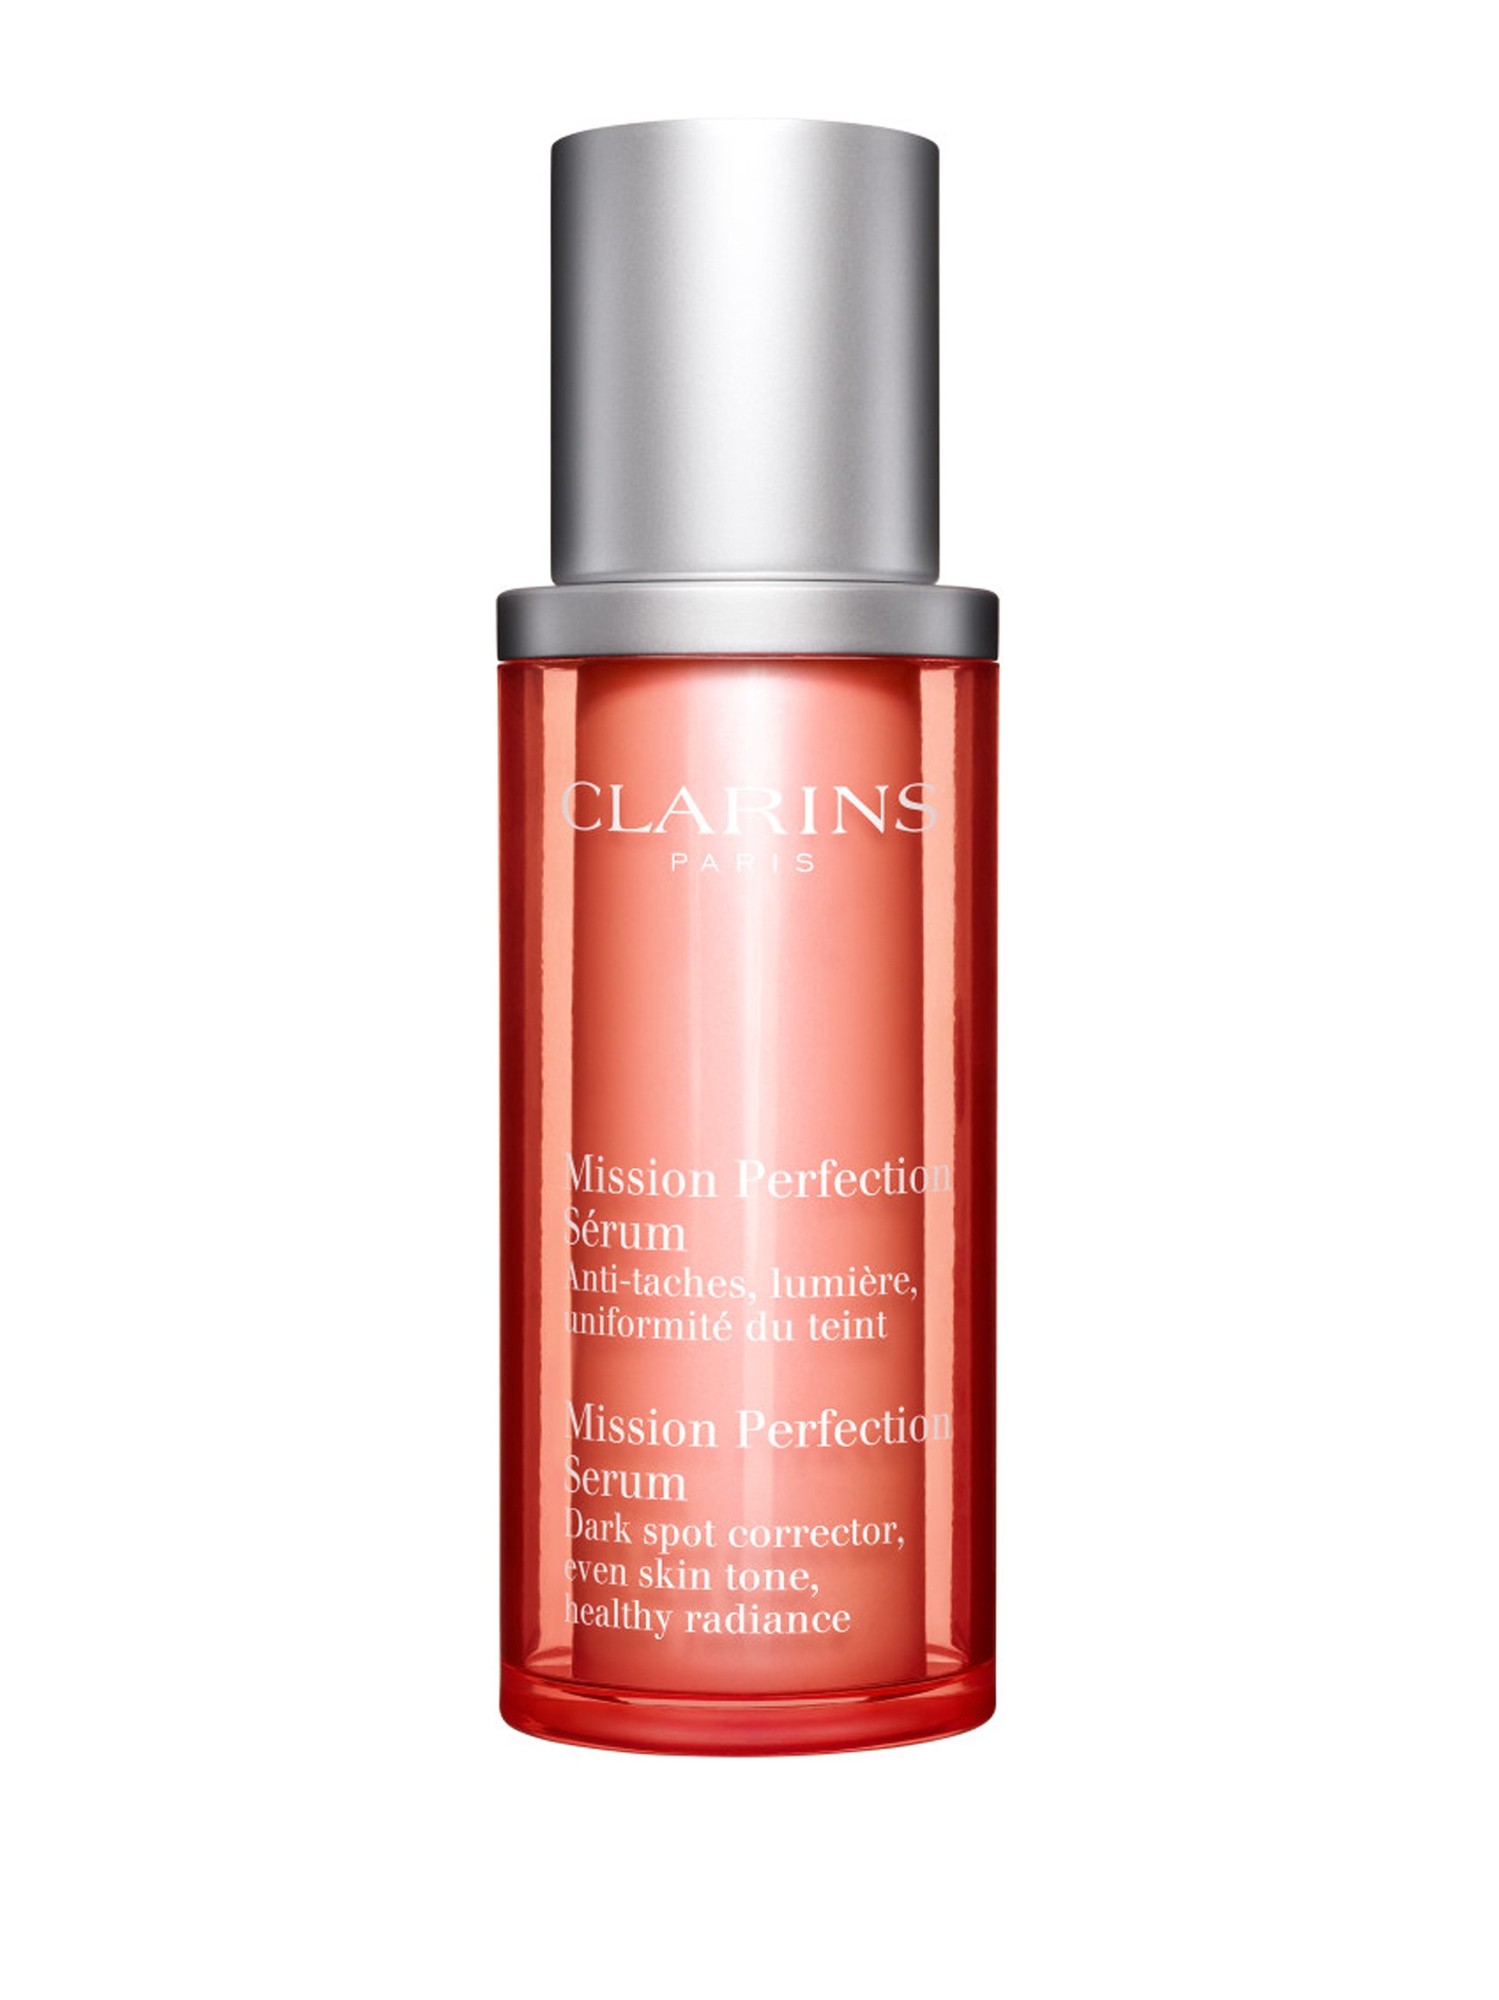 CLARINS
PARIS
Mission Perfection
Sérum
Anti-taches, lumière,
uniformité du teint
Mission Perfection
Serum
Dark spot corrector,
even skin tone,
healthy radiance